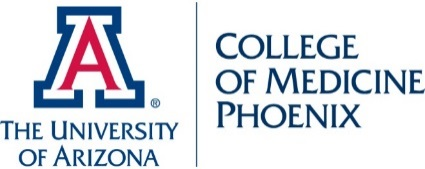 A®
THE UNIVERSITY
OF ARIZONA
COLLEGE
OF MEDICINE
PHOENIX